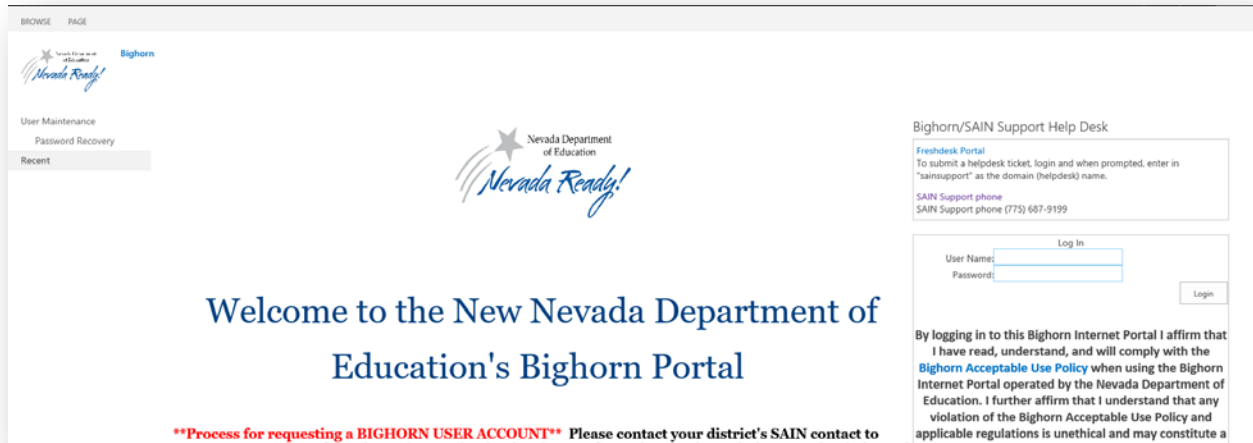 BROWSE PAGE
Nevada Department
of Education
Nevada Ready!
Bighorn
User Maintenance
Password Recovery
Recent
Nevada Department
of Education
Nevada Ready!
Welcome to the New Nevada Department of
Education's Bighorn Portal
**Process for requesting a BIGHORN USER ACCOUNT** Please contact your district's SAIN contact to
Bighorn/SAIN Support Help Desk
Freshdesk Portal
To submit a helpdesk ticket, login and when prompted, enter in
"sainsupport" as the domain (helpdesk) name.
SAIN Support phone
SAIN Support phone (775) 687-9199
Log In
User Name:
Password:
Login
By logging in to this Bighorn Internet Portal I affirm that
I have read, understand, and will comply with the
Bighorn Acceptable Use Policy when using the Bighorn
Internet Portal operated by the Nevada Department of
Education. I further affirm that I understand that any
violation of the Bighorn Acceptable Use Policy and
applicable regulations is unethical and may constitute a